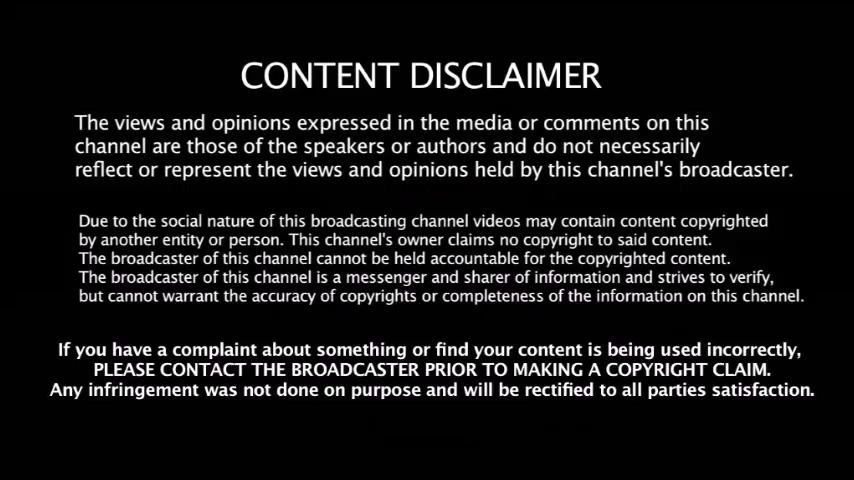 CONTENT DISCLAIMER
The views and opinions expressed in the media or comments on this
channel are those of the speakers or authors and do not necessarily
reflect or represent the views and opinions held by this channel's broadcaster.
Due to the social nature of this broadcasting channel videos may contain content copyrighted
by another entity or person. This channel's owner claims no copyright to said content.
The broadcaster of this channel cannot be held accountable for the copyrighted content.
The broadcaster of this channel is a messenger and sharer of information and strives to verify,
but cannot warrant the accuracy of copyrights or completeness of the information on this channel.
If you have a complaint about something or find your content is being used incorrectly,
PLEASE CONTACT THE BROADCASTER PRIOR TO MAKING A COPYRIGHT CLAIM.
Any infringement was not done on purpose and will be rectified to all parties satisfaction.